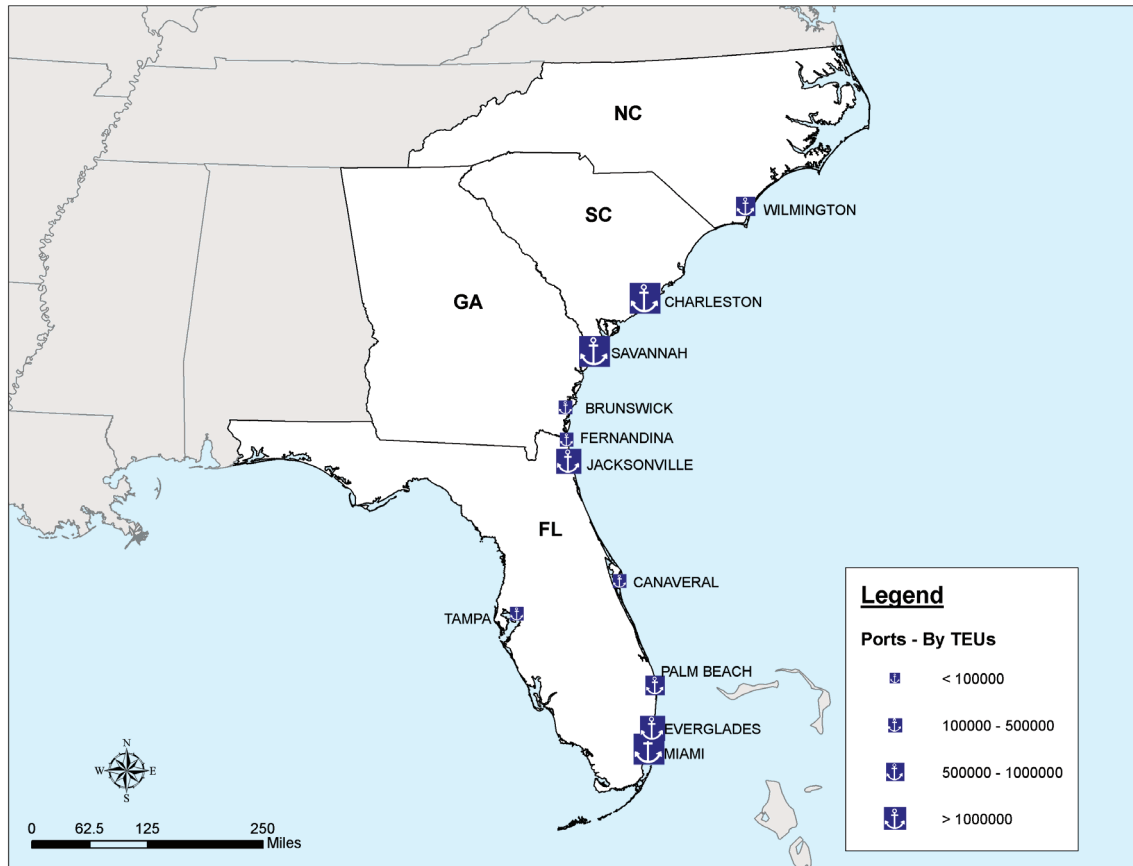 NC
WILMINGTON
SC
CHARLESTON
GA
SAVANNAH
BRUNSWICK
FERNANDINA
JACKSONVILLE
FL
CANAVERAL
TAMPA
PALM BEACH
EVERGLADES
MIAMI
Legend
Ports - By TEUs
< 100000
100000 - 500000
500000 - 1000000
> 1000000
N
W E
S
0 62.5 125 250
Miles